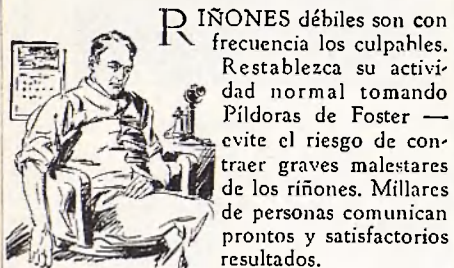 RIÑONES débiles son con
frecuencia los culpables.
Restablezca su activi-
dad normal tomando
Píldoras de Foster —
evite el riesgo de con-
traer graves malestares
de los riñones. Millares
de personas comunican
prontos y satisfactorios
resultados.